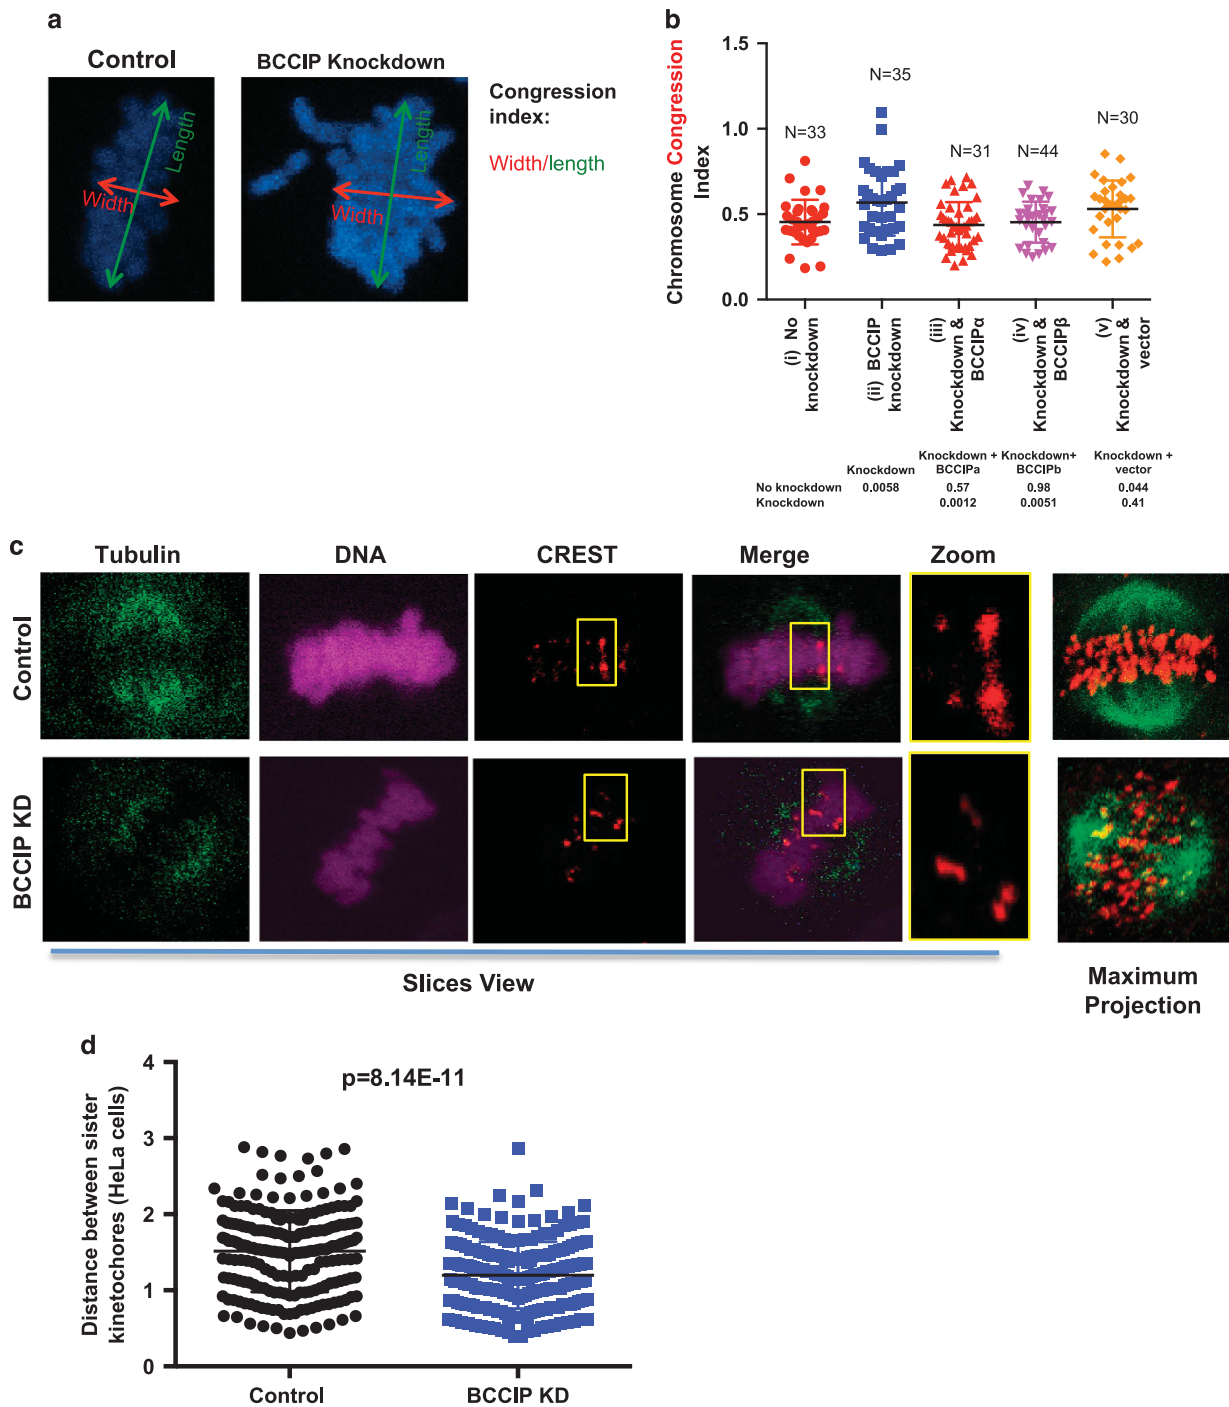 a
Control
BCCIP Knockdown
Length
Width
Length
Width
Congression
index:
Width/length
b
Chromosome Congression
Index
1.5
1.0
0.5
0.0
N=33
N=35
N=31
N=44
N=30
(i) No
knockdown
(ii) BCCIP
knockdown
(iii)
Knockdown &
BCCIPα
(iv)
Knockdown &
BCCIPβ
(v)
Knockdown &
vector
Knockdown
Knockdown +
BCCIPa
Knockdown+
BCCIPb
Knockdown +
vector
No knockdown 0.0058 0.57 0.98 0.044
Knockdown 0.0012 0.0051 0.41
c
Tubulin DNA CREST Merge Zoom
Control
BCCIP KD
Slices View
Maximum
Projection
d
Distance between sister
kinetochores (HeLa cells)
4
3
2
1
0
p=8.14E-11
Control
BCCIP KD